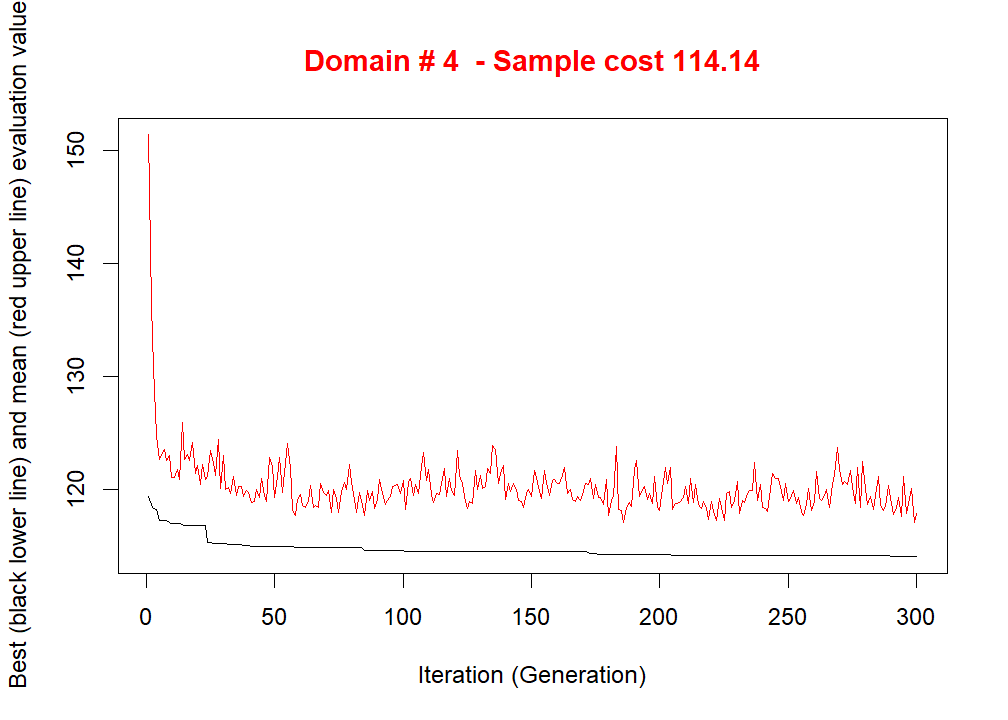 Domain # 4  - Sample cost 114.14
Best (black lower line) and mean (red upper line) evaluation value
150
140
130
120
0 50 100 150 200 250 300
Iteration (Generation)